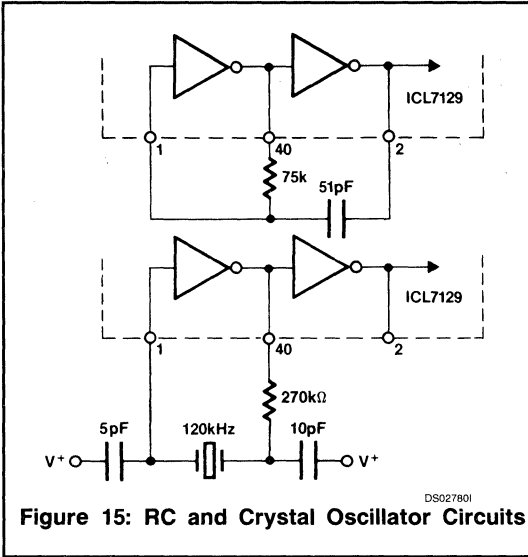 ICL7129
1 40 2
75k
51pF
ICL7129
1 40 2
270kΩ
5pF 120kHz 10pF
V+ V+
DS02780I
Figure 15: RC and Crystal Oscillator Circuits